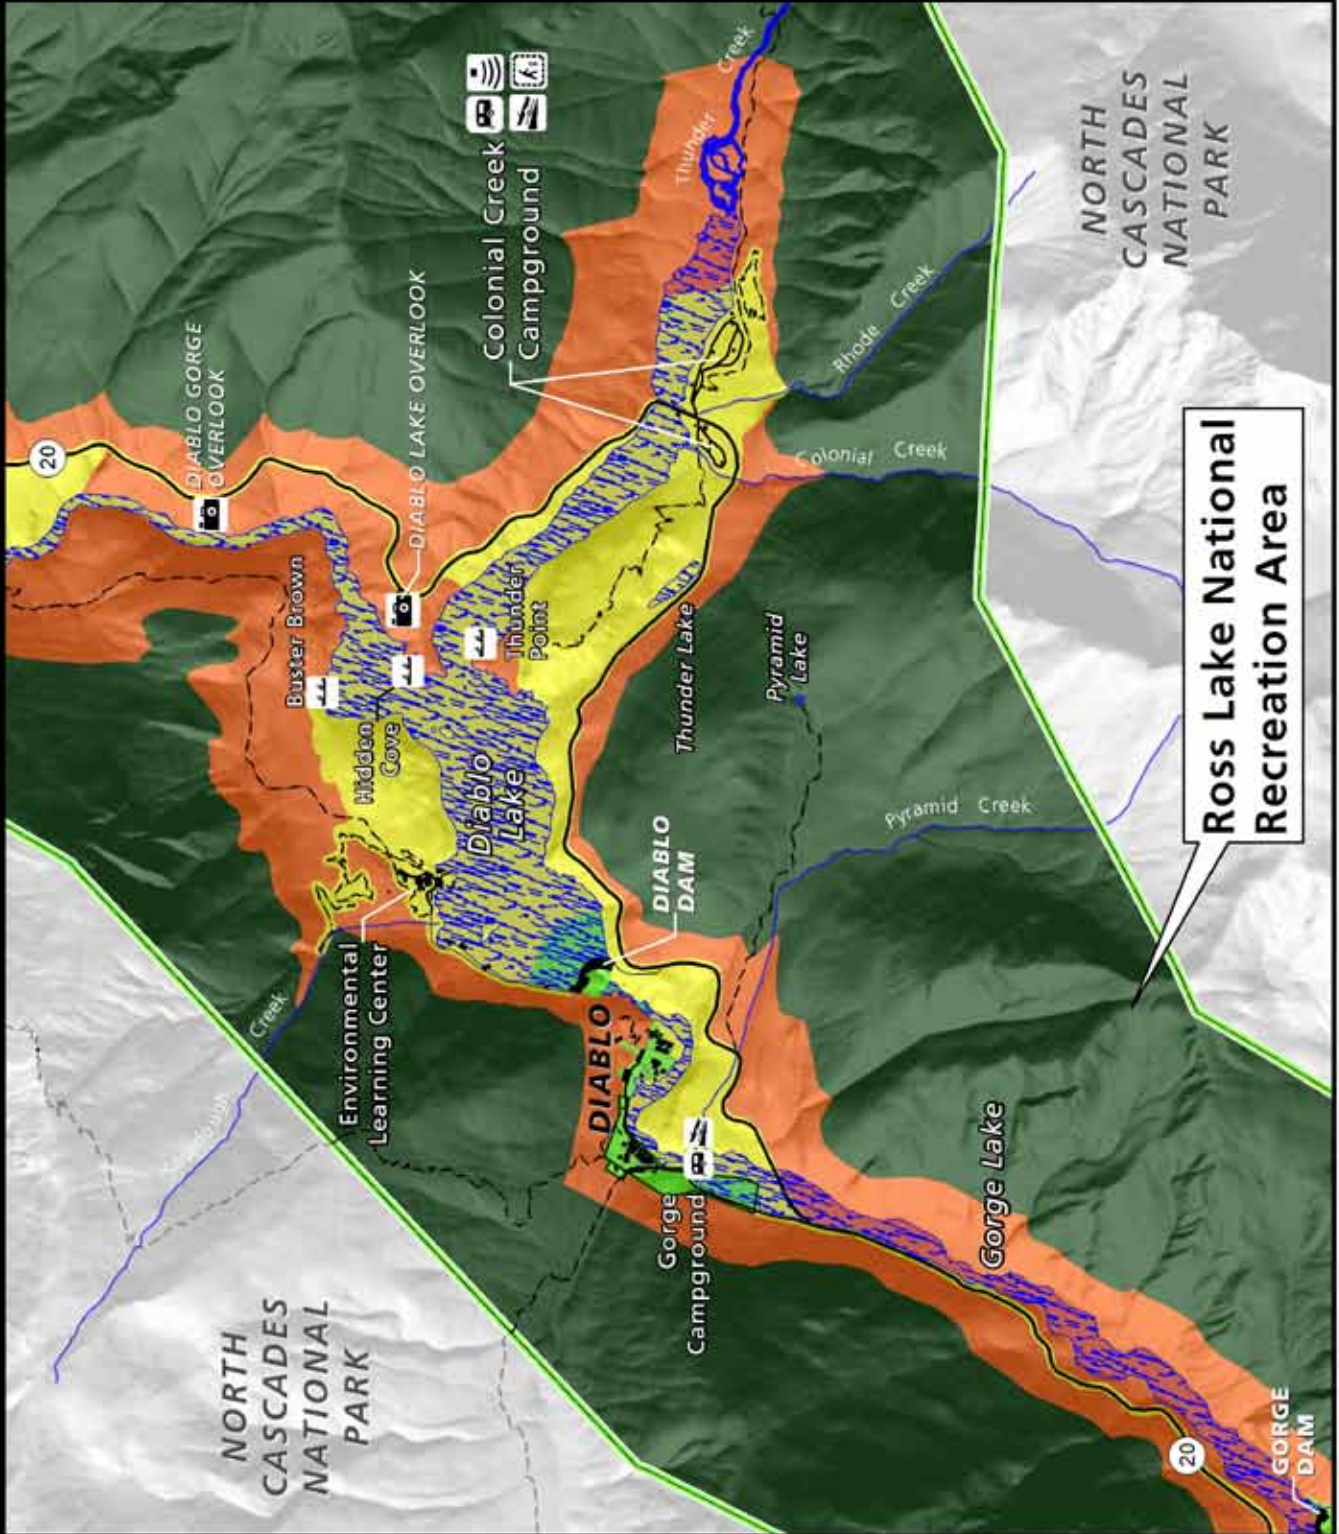 20
DIABLO GORGE
OVERLOOK
NORTH
CASCADES
NATIONAL
PARK
Creek
Buster Brown
Hidden
Cove
Environmental
Learning Center
DIABLO LAKE OVERLOOK
Colonial Creek
Campground
Diablo
Lake
Thunder
Point
DIABLO
DIABLO
DAM
Gorge
Campground
Thunder
Creek
Thunder Lake
Pyramid
Lake
Rhode Creek
Colonial Creek
Pyramid Creek
Gorge Lake
NORTH
CASCADES
NATIONAL
PARK
Ross Lake National
Recreation Area
20
GORGE
DAM